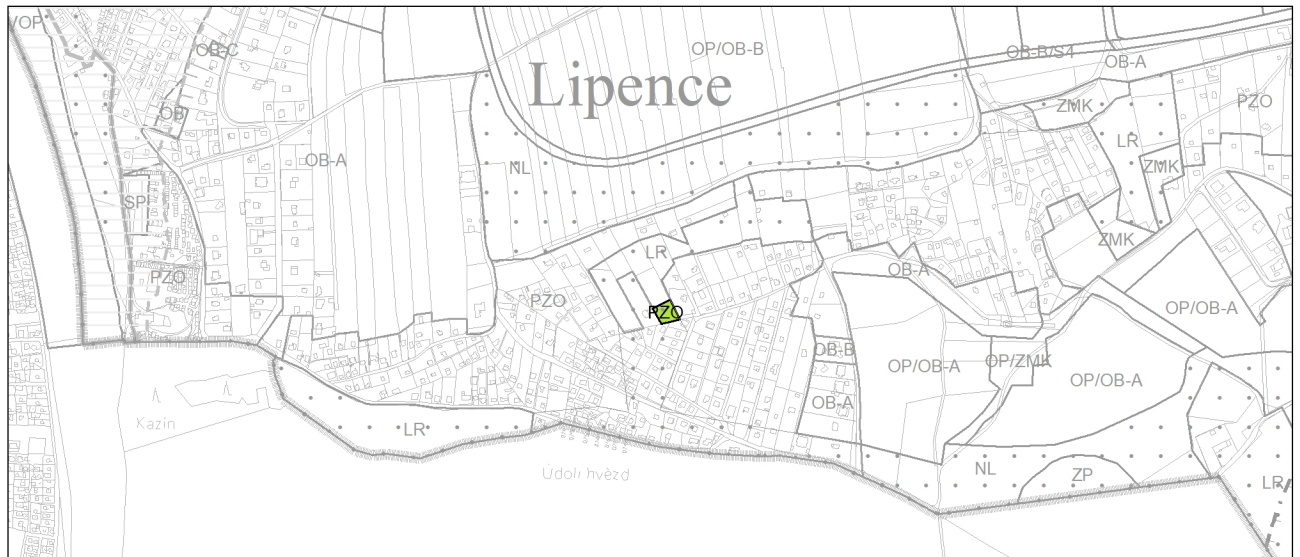 VOP
OB-C
OP/OB-B
OB-B/S4
OB-A
Lipence
ZMK
PZO
OB
LR
OB-A
NL
ZMK
SP
ZMK
LR
OB-A
PZO
PZO
OP/OB-A
PZO
OB-B
OP/ZMK
OP/OB-A
OP/OB-A
OB-A
Kazín
LR
Údolí hvězd
NL
ZP
LR